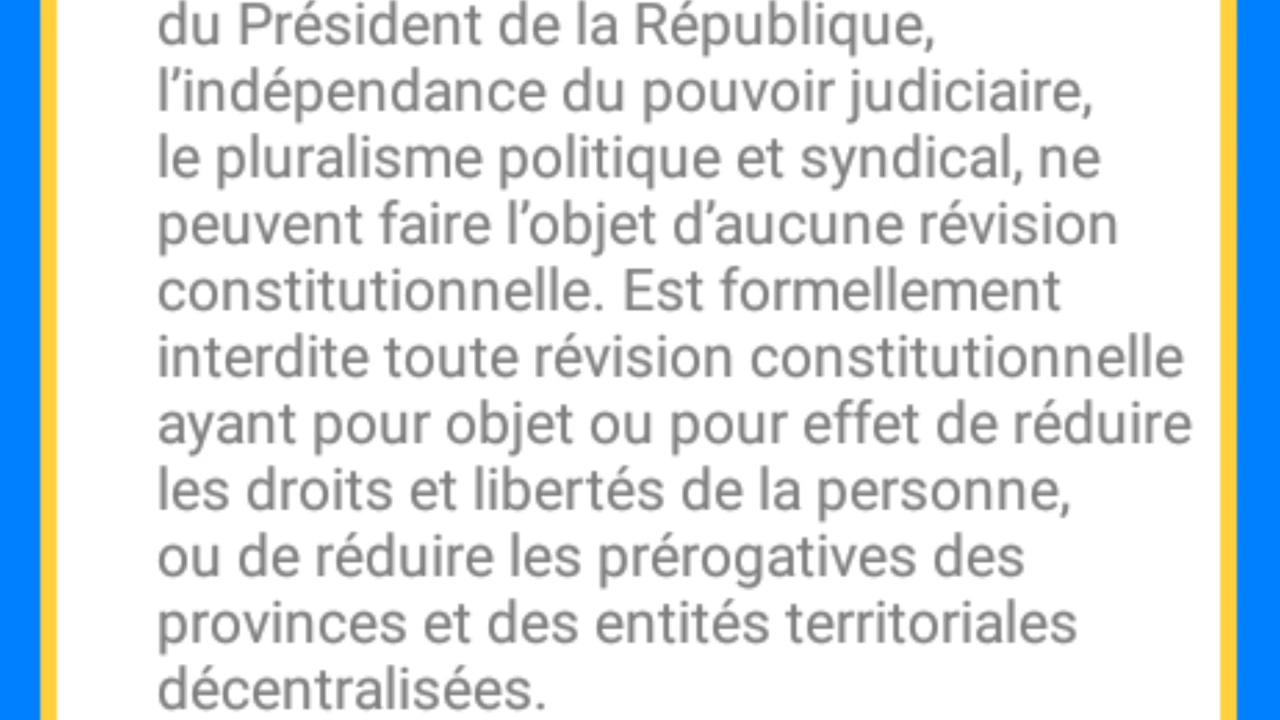 du Président de la République,
l’indépendance du pouvoir judiciaire,
le pluralisme politique et syndical, ne
peuvent faire l’objet d’aucune révision
constitutionnelle. Est formellement
interdite toute révision constitutionnelle
ayant pour objet ou pour effet de réduire
les droits et libertés de la personne,
ou de réduire les prérogatives des
provinces et des entités territoriales
décentralisées.